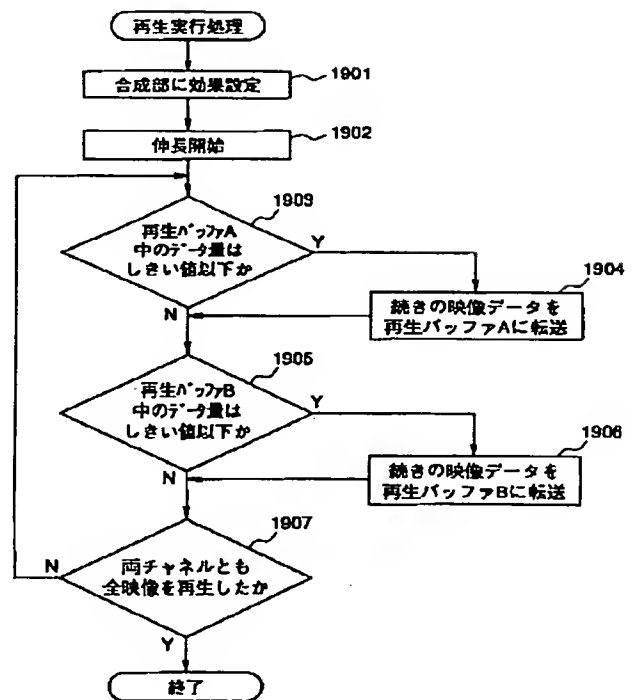 再生実行処理
合成部に効果設定
1901
伸長開始
1902
1903
再生バッファA
中のデータ量は
しきい値以下か
Y
N
1904
続きの映像データを
再生バッファAに転送
1905
再生バッファB
中のデータ量は
しきい値以下か
Y
N
1906
続きの映像データを
再生バッファBに転送
1907
両チャネルとも
全映像を再生したか
N
Y
終了